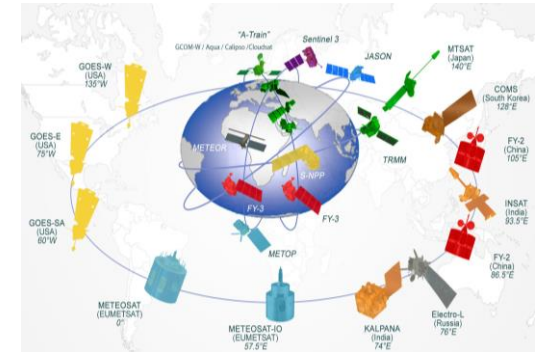 "A-Train"
GCOM-W / Aqua / Calipso / Cloudsat
Sentinel 3
JASON
MTSAT
(Japan)
140°E
GOES-W
(USA)
135°W
COMS
(South Korea)
128°E
GOES-E
(USA)
75°W
METEOR
TRMM
FY-2
(China)
105°E
S-NPP
INSAT
(India)
93.5°E
FY-3
FY-3
GOES-SA
(USA)
60°W
METOP
FY-2
(China)
86.5°E
METEOSAT
(EUMETSAT)
0°
METEOSAT-IO
(EUMETSAT)
57.5°E
KALPANA
(India)
74°E
Electro-L
(Russia)
76°E